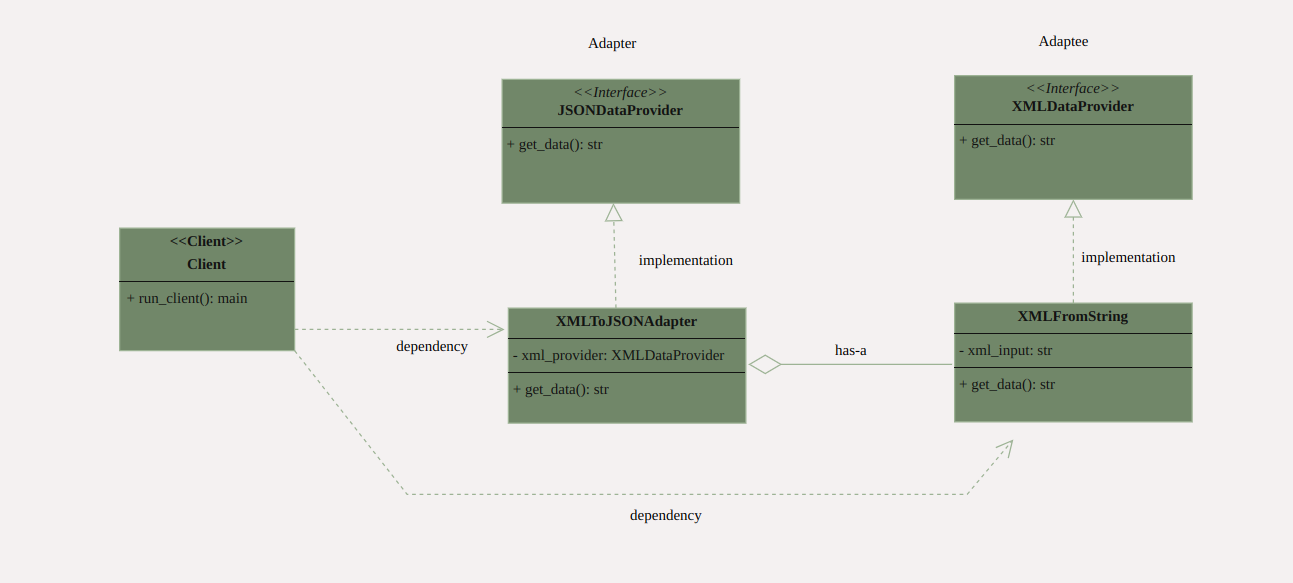 Adapter
Adaptee
<<Interface>>
JSONDataProvider
+ get_data(): str
<<Interface>>
XMLDataProvider
+ get_data(): str
<<Client>>
Client
+ run_client(): main
implementation
implementation
dependency
XMLToJSONAdapter
- xml_provider: XMLDataProvider
+ get_data(): str
has-a
XMLFromString
- xml_input: str
+ get_data(): str
dependency